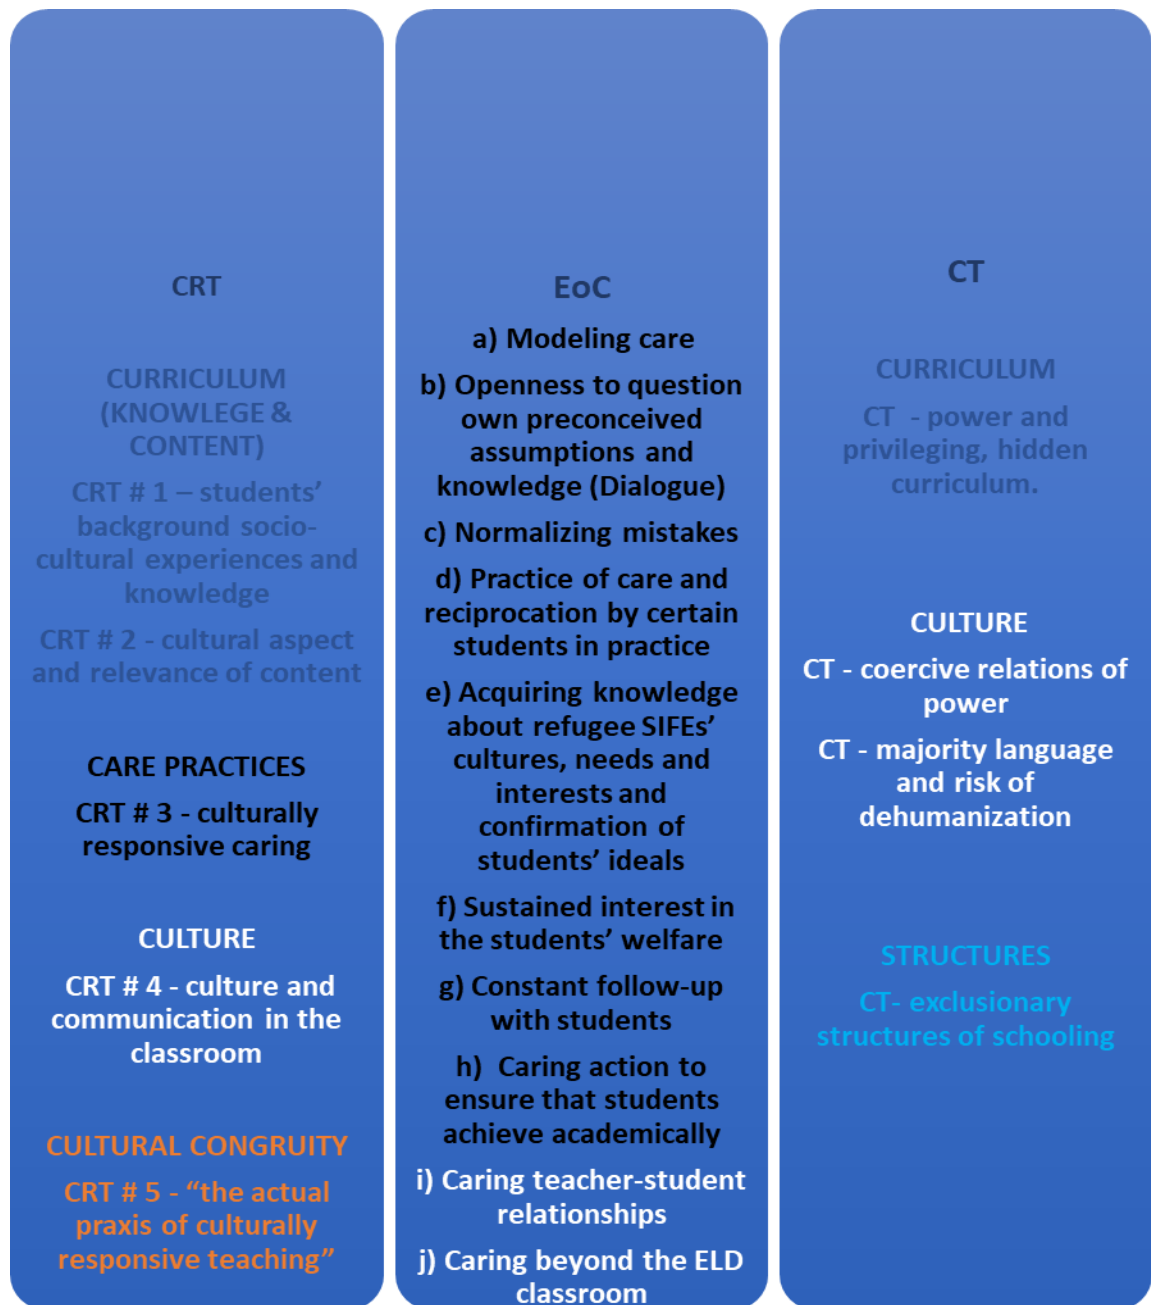 CRT
CURRICULUM
(KNOWLEGE &
CONTENT)
CRT # 1 – students’
background socio-
cultural experiences and
knowledge
CRT # 2 - cultural aspect
and relevance of content
CARE PRACTICES
CRT # 3 - culturally
responsive caring
CULTURE
CRT # 4 - culture and
communication in the
classroom
CULTURAL CONGRUITY
CRT # 5 - “the actual
praxis of culturally
responsive teaching”
EoC
a) Modeling care
b) Openness to question
own preconceived
assumptions and
knowledge (Dialogue)
c) Normalizing mistakes
d) Practice of care and
reciprocation by certain
students in practice
e) Acquiring knowledge
about refugee SIFEs’
cultures, needs and
interests and
confirmation of
students’ ideals
f) Sustained interest in
the students’ welfare
g) Constant follow-up
with students
h) Caring action to
ensure that students
achieve academically
i) Caring teacher-student
relationships
j) Caring beyond the ELD
classroom
CT
CURRICULUM
CT - power and
privileging, hidden
curriculum.
CULTURE
CT - coercive relations of
power
CT - majority language
and risk of
dehumanization
STRUCTURES
CT- exclusionary
structures of schooling